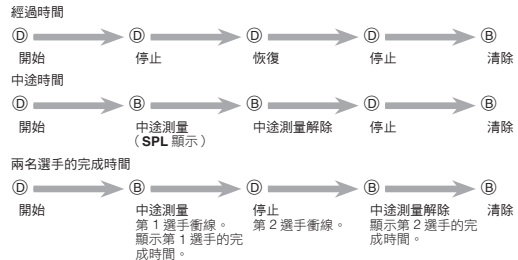 經過時間
Ⓓ Ⓓ Ⓓ Ⓓ Ⓑ
開始 停止 恢復 停止 清除
中途時間
Ⓓ Ⓑ Ⓑ Ⓓ Ⓑ
開始 中途測量 中途測量解除 停止 清除
（SPL 顯示）
兩名選手的完成時間
Ⓓ Ⓑ Ⓓ Ⓑ Ⓑ
開始 中途測量 停止 中途測量解除 清除
第 1 選手衝線。 第 2 選手衝線。 顯示第 2 選手的完
顯示第 1 選手的完 成時間。
成時間。